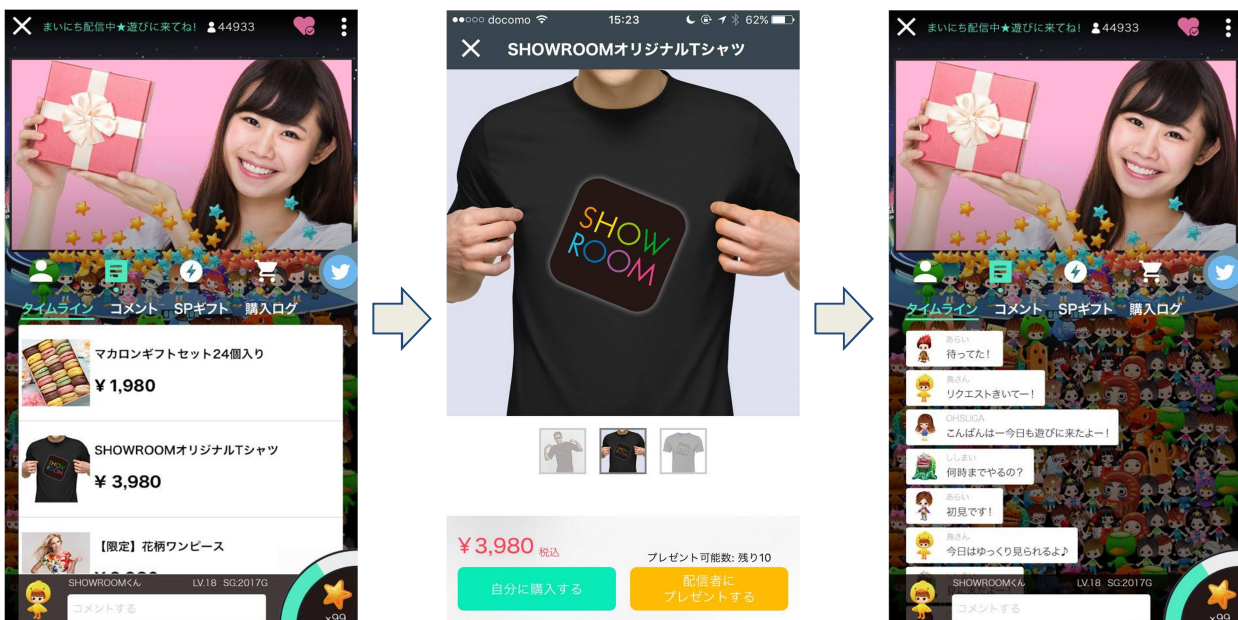 まいにち配信中★遊びに来てね! 44933
タイムライン コメント SPギフト 購入ログ
マカロンギフトセット24個入り
¥1,980
SHOWROOMオリジナルTシャツ
SHOW
ROOM
¥ 3,980
【限定】花柄ワンピース
SHOWROOMくん LV.18 SG:2017G
コメントする
×99
docomo 15:23 62%
SHOWROOMオリジナルTシャツ
SHOW
ROOM
¥3,980 税込
プレゼント可能数: 残り10
自分に購入する
配信者に
プレゼントする
まいにち配信中★遊びに来てね! 44933
タイムライン コメント SPギフト 購入ログ
あらい
待ってた!
鳥さん
リクエストきいてー!
OHSUGA
こんばんはー今日も遊びに来たよー!
ししまい
何時までやるの?
あらい
初見です!
鳥さん
今日はゆっくり見られるよ♪
SHOWROOMくん LV.18 SG:2017G
コメントする
×99